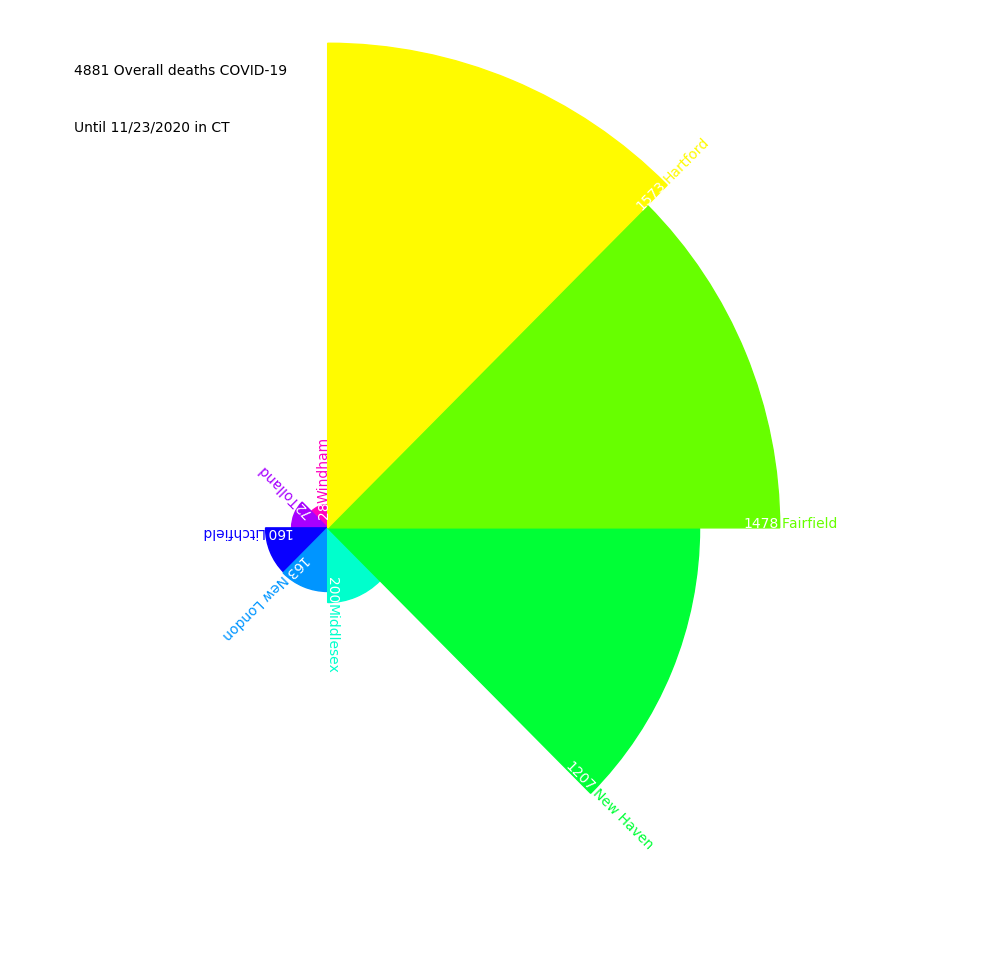 4881 Overall deaths COVID-19
Until 11/23/2020 in CT
1573 Hartford
1478 Fairfield
1207 New Haven
200 Middlesex
163 New London
160 Litchfield
72 Tolland
28 Windham